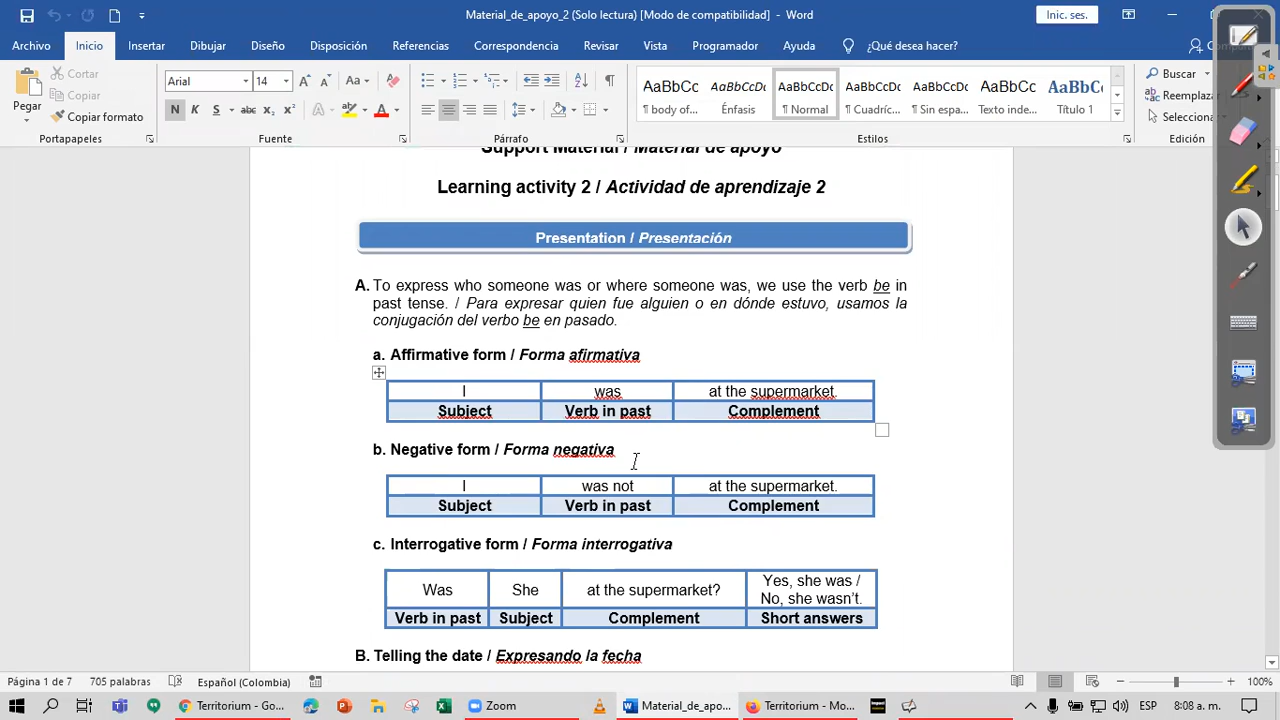 Material_de_apoyo_2 (Solo lectura) [Modo de compatibilidad] - Word
Inic. ses.
Archivo Inicio Insertar Dibujar Diseño Disposición Referencias Correspondencia Revisar Vista Programador Ayuda ¿Qué desea hacer?
Pegar
Cortar
Copiar
Copiar formato
Portapapeles
Arial 14
Aa
N K S abc x₂ x²
A A
Fuente
Párrafo
AaBbCc AaBbCcDc AaBbCcDc AaBbCcDc AaBbCcDc AaBbCcDc AaBbC
¶ body of... Énfasis ¶ Normal ¶ Cuadríc... ¶ Sin espa... Texto inde... Título 1
Estilos
Buscar
Reemplaza
Selecciona
Edición
Support Material / Material de apoyo
Learning activity 2 / Actividad de aprendizaje 2
Presentation / Presentación
A. To express who someone was or where someone was, we use the verb be in
past tense. / Para expresar quien fue alguien o en dónde estuvo, usamos la
conjugación del verbo be en pasado.
a. Affirmative form / Forma afirmativa
I was at the supermarket.
Subject Verb in past Complement
b. Negative form / Forma negativa
I was not at the supermarket.
Subject Verb in past Complement
c. Interrogative form / Forma interrogativa
Was She at the supermarket? Yes, she was /
No, she wasn't.
Verb in past Subject Complement Short answers
B. Telling the date / Expresando la fecha
Página 1 de 7 705 palabras Español (Colombia) 100%
Territorium - Go... Zoom Material_de_apo... Territorium - Mo... ESP 8:08 a. m.